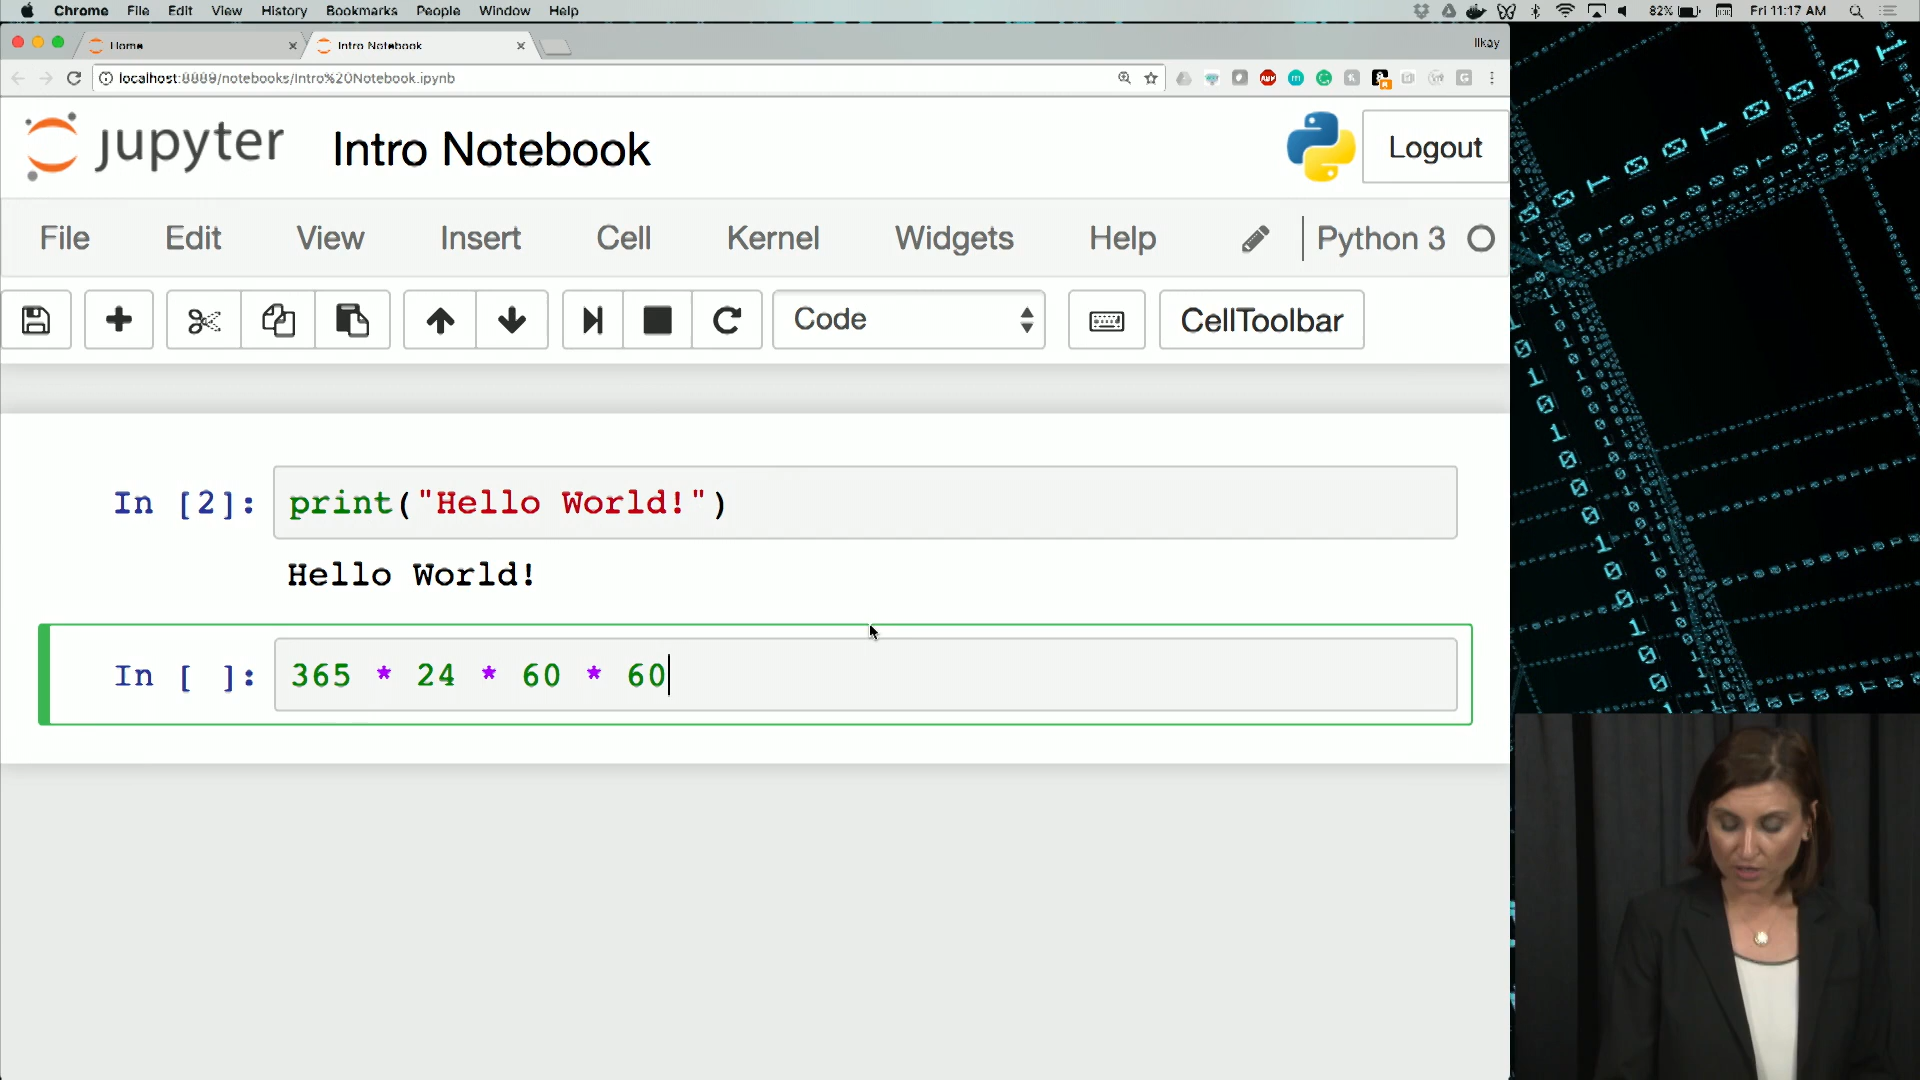 Chrome File Edit View History Bookmarks People Window Help 82% Fri 11:17 AM
Home Intro Notebook Ilkay
localhost:8889/notebooks/Intro%20Notebook.ipynb
jupyter Intro Notebook Logout
File Edit View Insert Cell Kernel Widgets Help Python 3
Code CellToolbar
In [2]: print("Hello World!")
Hello World!
In [ ]: 365 * 24 * 60 * 60